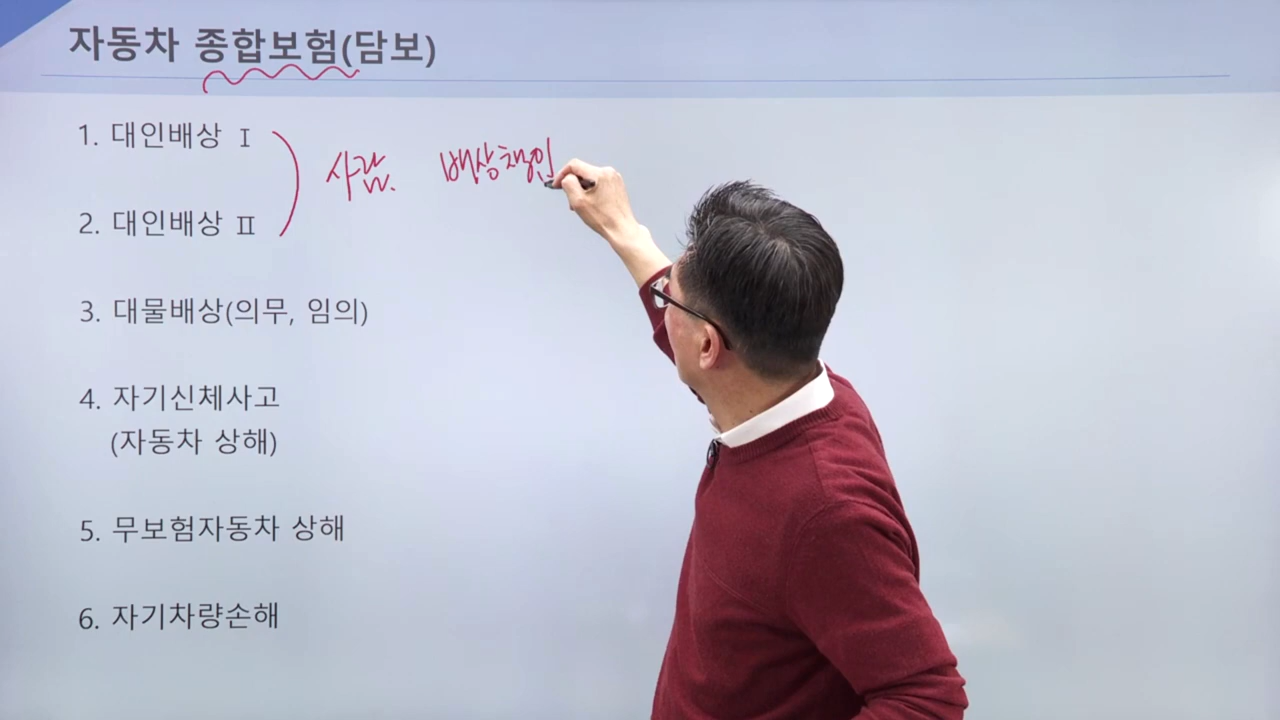 자동차 종합보험(담보)
1. 대인배상 Ⅰ
사람. 배상책인
2. 대인배상 Ⅱ
3. 대물배상(의무, 임의)
4. 자기신체사고
(자동차 상해)
5. 무보험자동차 상해
6. 자기차량손해